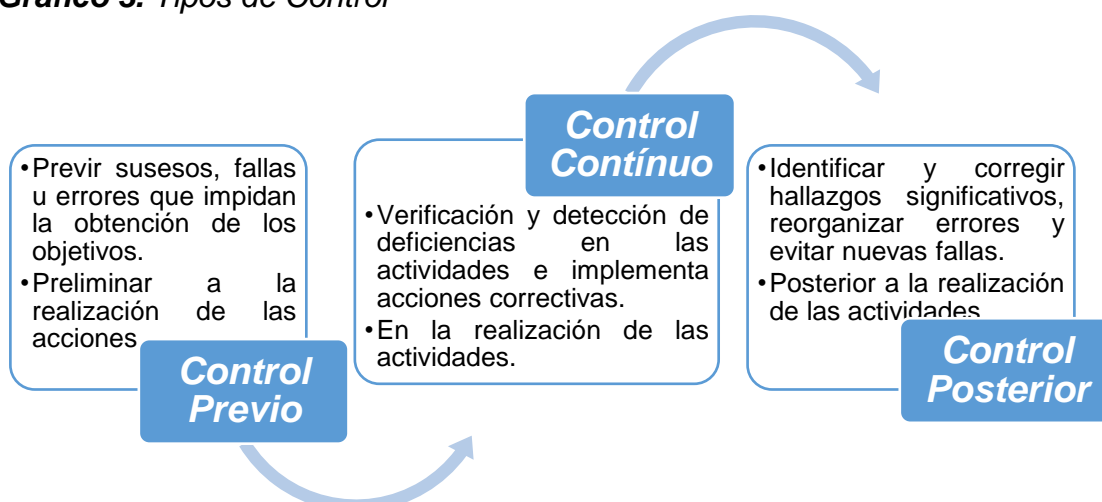 Gráfico 3. Tipos de Control
•Previr susesos, fallas
u errores que impidan
la obtención de los
objetivos.
•Preliminar a la
realización de las
acciones
Control
Previo
Control
Contínuo
•Verificación y detección de
deficiencias en las
actividades e implementa
acciones correctivas.
•En la realización de las
actividades.
•Identificar y corregir
hallazgos significativos,
reorganizar errores y
evitar nuevas fallas.
•Posterior a la realización
de las actividades
Control
Posterior